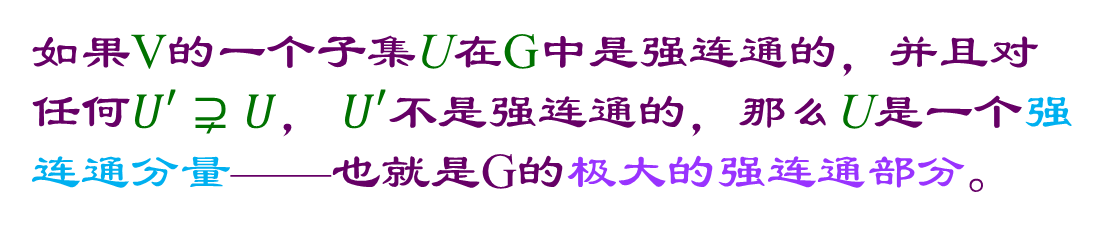 如果V的一个子集U在G中是强连通的，并且对
任何U′ ⊋ U， U′不是强连通的，那么U是一个强
连通分量——也就是G的极大的强连通部分。